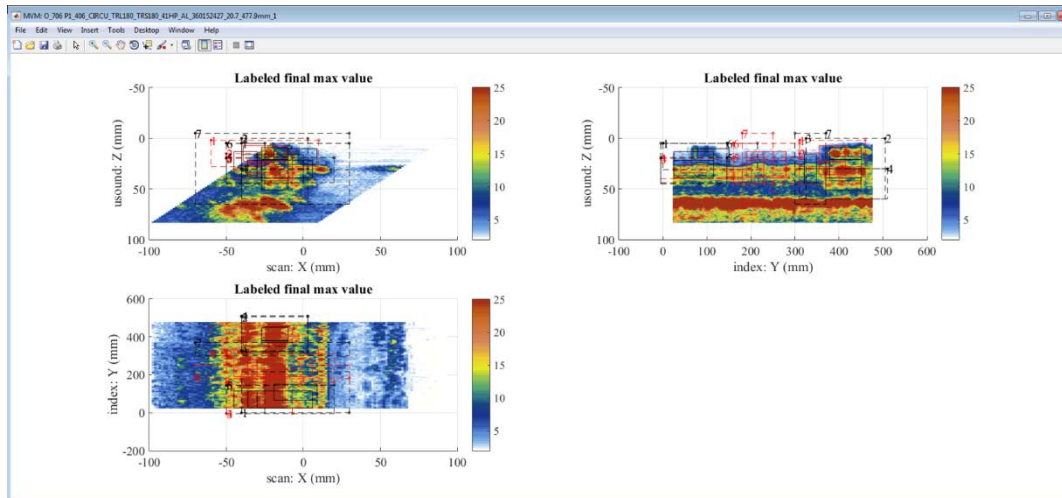 MVM: O_706 P1_406_CIRCU_TRL180_TRS180_41HP_AL_360152427_20.7_477.9mm_1
File Edit View Insert Tools Desktop Window Help
Labeled final max value
-50
0
50
100
usound: Z (mm)
-100 -50 0 50 100
scan: X (mm)
25
20
15
10
5
Labeled final max value
-50
0
50
100
usound: Z (mm)
-100 0 100 200 300 400 500 600
index: Y (mm)
25
20
15
10
5
Labeled final max value
600
400
200
0
-200
index: Y (mm)
-100 -50 0 50 100
scan: X (mm)
25
20
15
10
5